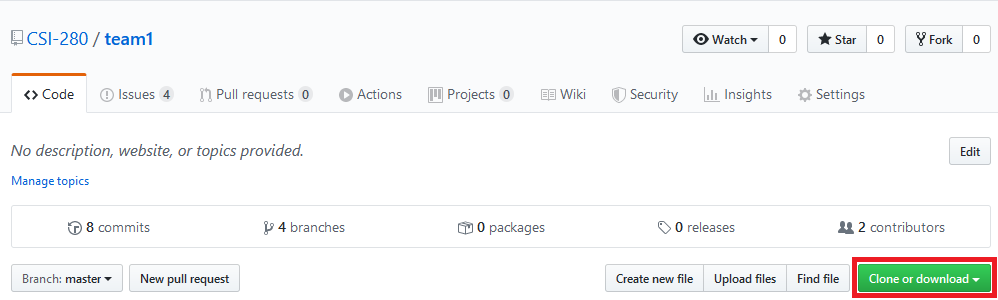 CSI-280 / team1
Watch 0 Star 0 Fork 0
Code Issues 4 Pull requests 0 Actions Projects 0 Wiki Security Insights Settings
No description, website, or topics provided. Edit
Manage topics
8 commits 4 branches 0 packages 0 releases 2 contributors
Branch: master New pull request Create new file Upload files Find file Clone or download